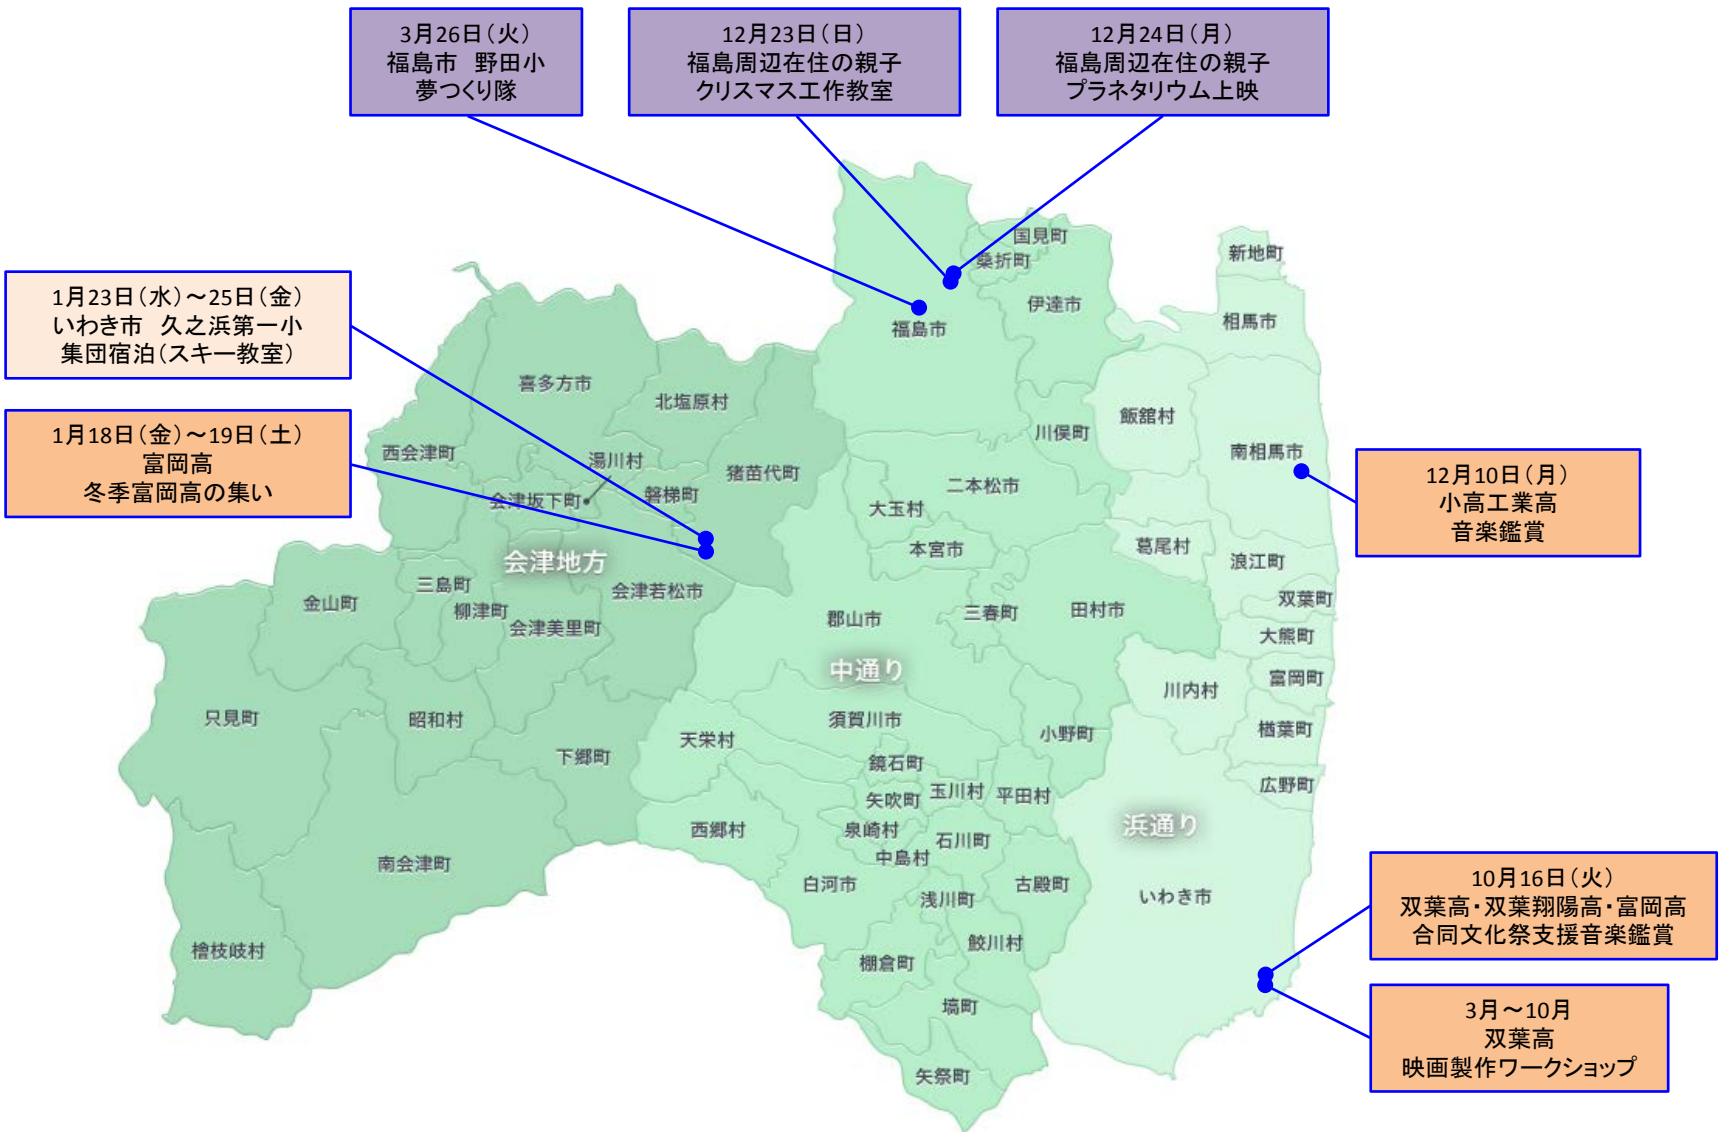 3月26日(火)
福島市　野田小
夢つくり隊
12月23日(日)
福島周辺在住の親子
クリスマス工作教室
12月24日(月)
福島周辺在住の親子
プラネタリウム上映
1月23日(水)～25日(金)
いわき市　久之浜第一小
集団宿泊(スキー教室)
1月18日(金)～19日(土)
富岡高
冬季富岡高の集い
12月10日(月)
小高工業高
音楽鑑賞
10月16日(火)
双葉高・双葉翔陽高・富岡高
合同文化祭支援音楽鑑賞
3月～10月
双葉高
映画製作ワークショップ
国見町
桑折町
新地町
伊達市
相馬市
福島市
喜多方市
北塩原村
飯舘村
川俣町
南相馬市
西会津町
湯川村
猪苗代町
磐梯町
会津坂下町
二本松市
大玉村
本宮市
葛尾村
浪江町
会津地方
三島町
会津若松市
金山町
柳津町
会津美里町
双葉町
三春町
田村市
郡山市
大熊町
中通り
富岡町
川内村
只見町
昭和村
須賀川市
天栄村
小野町
楢葉町
下郷町
鏡石町
広野町
矢吹町
玉川村
平田村
浜通り
西郷村
泉崎村
石川町
中島村
南会津町
白河市
古殿町
浅川町
いわき市
檜枝岐村
鮫川村
棚倉町
塙町
矢祭町